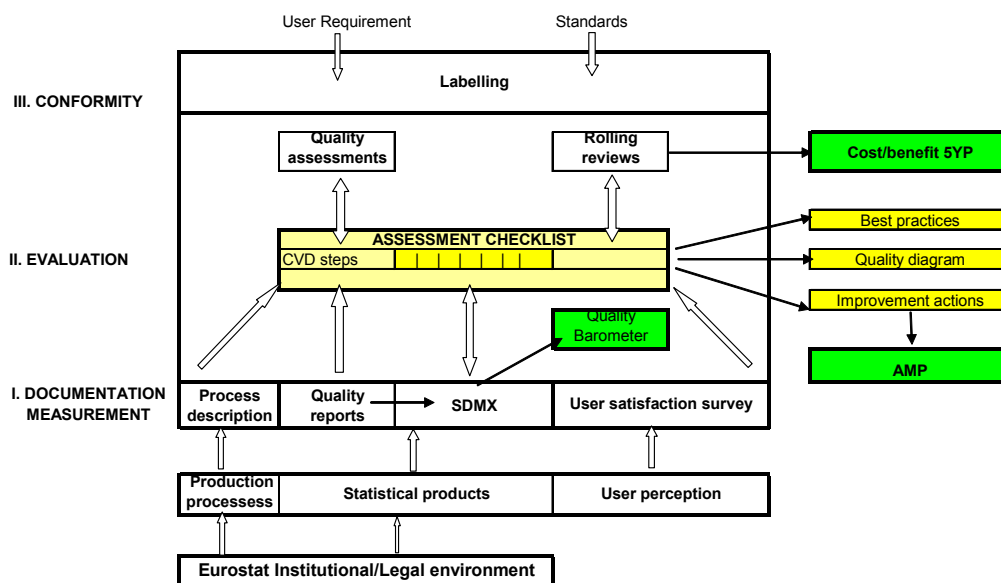 User Requirement
Standards
Labelling
III. CONFORMITY
Quality
assessments
Rolling
reviews
Cost/benefit 5YP
Best practices
ASSESSMENT CHECKLIST
II. EVALUATION
CVD steps
Quality diagram
Improvement actions
Quality
Barometer
AMP
I. DOCUMENTATION
MEASUREMENT
Process
description
Quality
reports
SDMX
User satisfaction survey
Production
processess
Statistical products
User perception
Eurostat Institutional/Legal environment